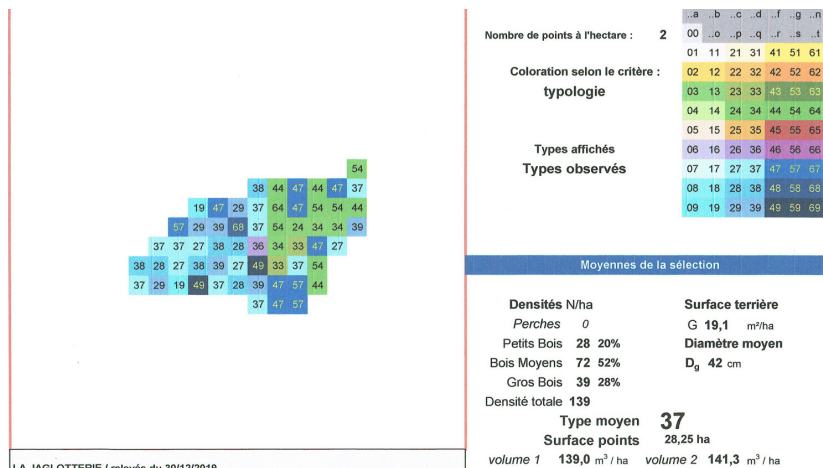 54
38 44 47 44 47 37
19 47 29 37 64 47 54 54 44
57 29 39 68 37 54 24 34 34 39
37 37 27 38 28 36 34 33 47 27
38 28 27 38 39 27 49 33 37 54
37 29 19 49 37 28 39 47 57 44
37 47 57
LA JAGLOTTERIE / relevés du 30/12/2019
Nombre de points à l'hectare : 2
Coloration selon le critère :
typologie
Types affichés
Types observés
..a ..b ..c ..d ..f ..g ..n
00 ..o ..p ..q ..r ..s ..t
01 11 21 31 41 51 61
02 12 22 32 42 52 62
03 13 23 33 43 53 63
04 14 24 34 44 54 64
05 15 25 35 45 55 65
06 16 26 36 46 56 66
07 17 27 37 47 57 67
08 18 28 38 48 58 68
09 19 29 39 49 59 69
Moyennes de la sélection
Densités N/ha
Perches 0
Petits Bois 28 20%
Bois Moyens 72 52%
Gros Bois 39 28%
Densité totale 139
Surface terrière
G 19,1 m²/ha
Diamètre moyen
Dg 42 cm
Type moyen 37
Surface points 28,25 ha
volume 1 139,0 m³ / ha volume 2 141,3 m³ / ha